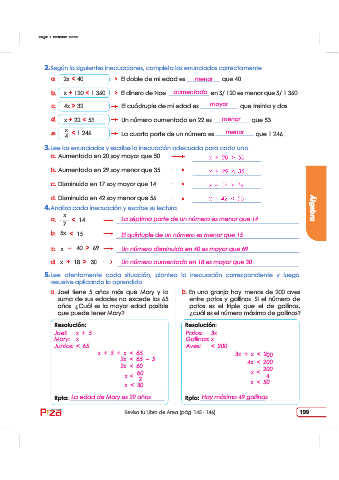 2. Según la siguientes inecuaciones, completa los enunciados correctamente
a. 2x < 40 → El doble de mi edad es menor que 40
b. x + 120 < 1 360 → El dinero de Noe aumentado en S/ 120 es menor que S/ 1 360
c. 4x > 32 → El cuádruple de mi edad es mayor que treinta y dos
d. x + 22 < 53 → Un número aumentado en 22 es menor que 53
e. x/4 < 1 246 → La cuarta parte de un número es menor que 1 246
3. Lee los enunciados y escribe la inecuación adecuada para cada uno
a. Aumentado en 20 soy mayor que 50 → x + 20 > 50
b. Aumentado en 29 soy menor que 35 x + 29 < 35
c. Disminuido en 17 soy mayor que 14
d. Disminuido en 42 soy menor que 56
4. Analiza cada inecuación y escribe su lectura
a. x/7 < 14 → La séptima parte de un número es menor que 14
b. 5x < 15 → El quíntuple de un número es menor que 15
c. x - 40 > 69 → Un número disminuido en 40 es mayor que 69
d. x + 18 > 30 Un número aumentado en 18 es mayor que 30
5. Lee atentamente cada situación, plantea la inecuación correspondiente y luego resuelve aplicando lo aprendido
a. Joel tiene 5 años más que Mary y la
suma de sus edades no excede los 65
años. ¿Cuál es la mayor edad posible
que puede tener Mary?
Resolución:
Joel: x + 5
Mary: x
Juntos: < 65
x + 5 + x < 65
2x < 65 - 5
2x < 60
x < 60/2
x < 30
Rpta: La edad de Mary es 29 años
b. En una granja hay menos de 200 aves
entre patos y gallinas. Si el número de
patos es el triple que el de gallinas,
¿cuál es el número máximo de gallinas?
Resolución:
Patos: 3x
Gallinas: x
Aves: < 200
3x + x < 200
4x < 200
x < 200/4
x < 50
Rpta: Hay máximo 49 gallinas
Álgebra
Revisa tu Libro de Área (pág. 145 - 146)
199